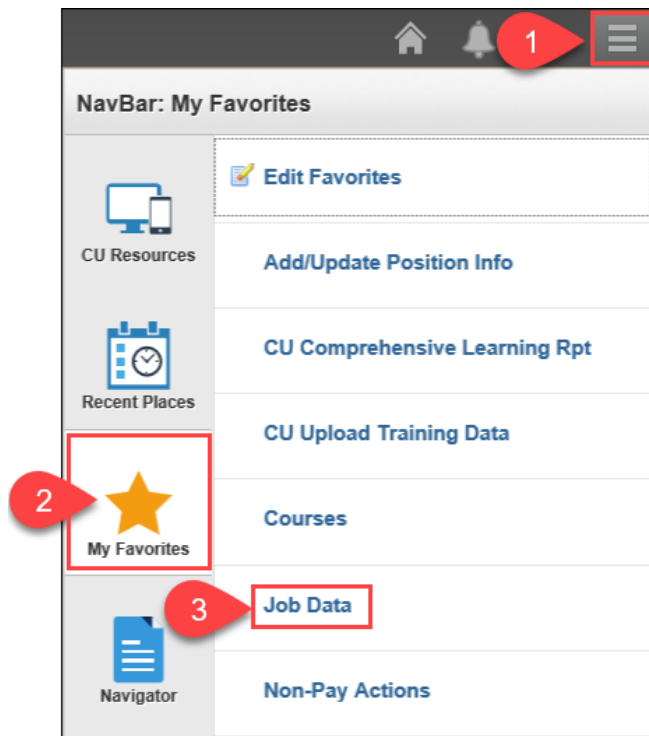 1
NavBar: My Favorites
CU Resources
Edit Favorites
Add/Update Position Info
Recent Places
CU Comprehensive Learning Rpt
CU Upload Training Data
2
My Favorites
Courses
3
Job Data
Navigator
Non-Pay Actions